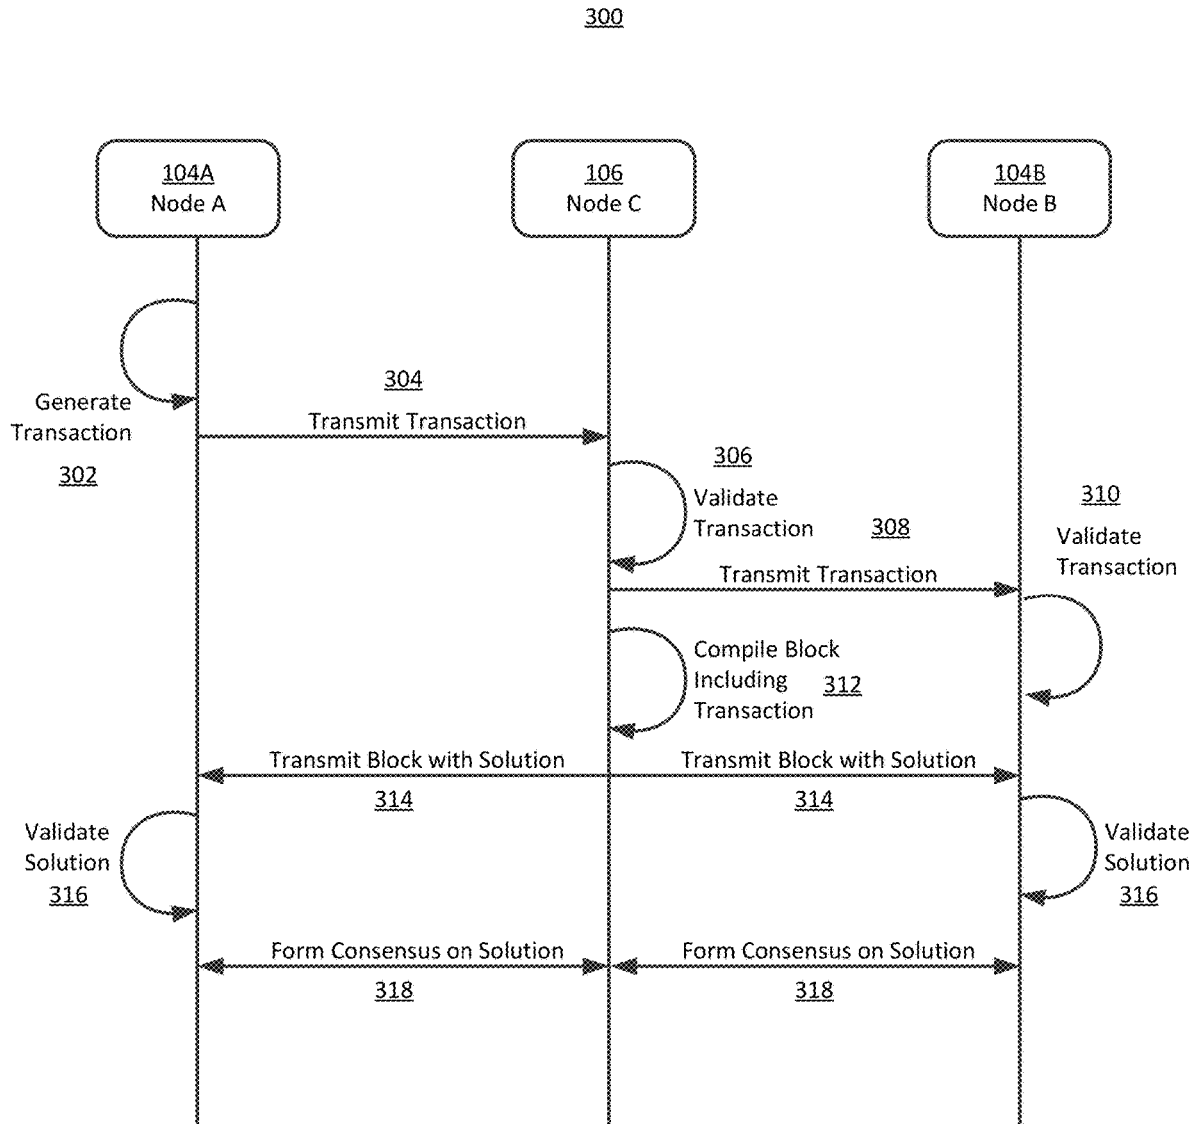 300
104A
Node A
106
Node C
104B
Node B
304
Generate
Transaction
302
Transmit Transaction
306
Validate
Transaction
308
310
Validate
Transaction
Transmit Transaction
Compile Block
Including
Transaction
312
Transmit Block with Solution
314
Transmit Block with Solution
314
Validate
Solution
316
Validate
Solution
316
Form Consensus on Solution
318
Form Consensus on Solution
318